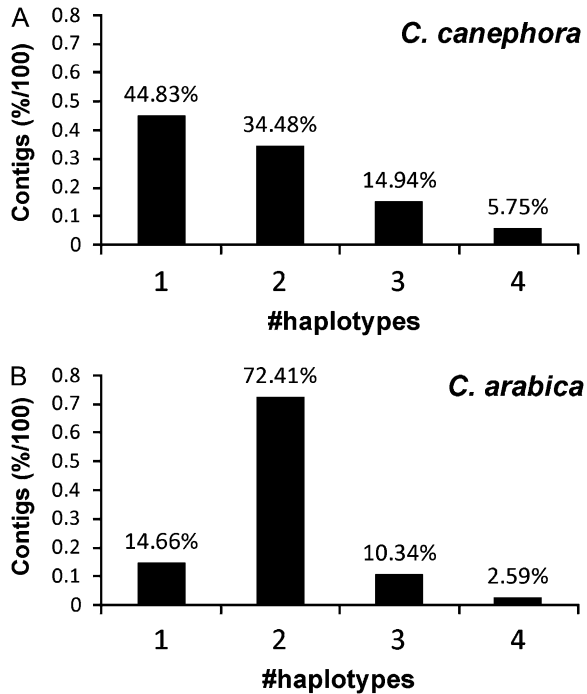 A
C. canephora
Contigs (%/100)
0.8
0.7
0.6
0.5
0.4
0.3
0.2
0.1
0
44.83%
34.48%
14.94%
5.75%
1 2 3 4
#haplotypes
B
C. arabica
Contigs (%/100)
0.8
0.7
0.6
0.5
0.4
0.3
0.2
0.1
0
14.66%
72.41%
10.34%
2.59%
1 2 3 4
#haplotypes